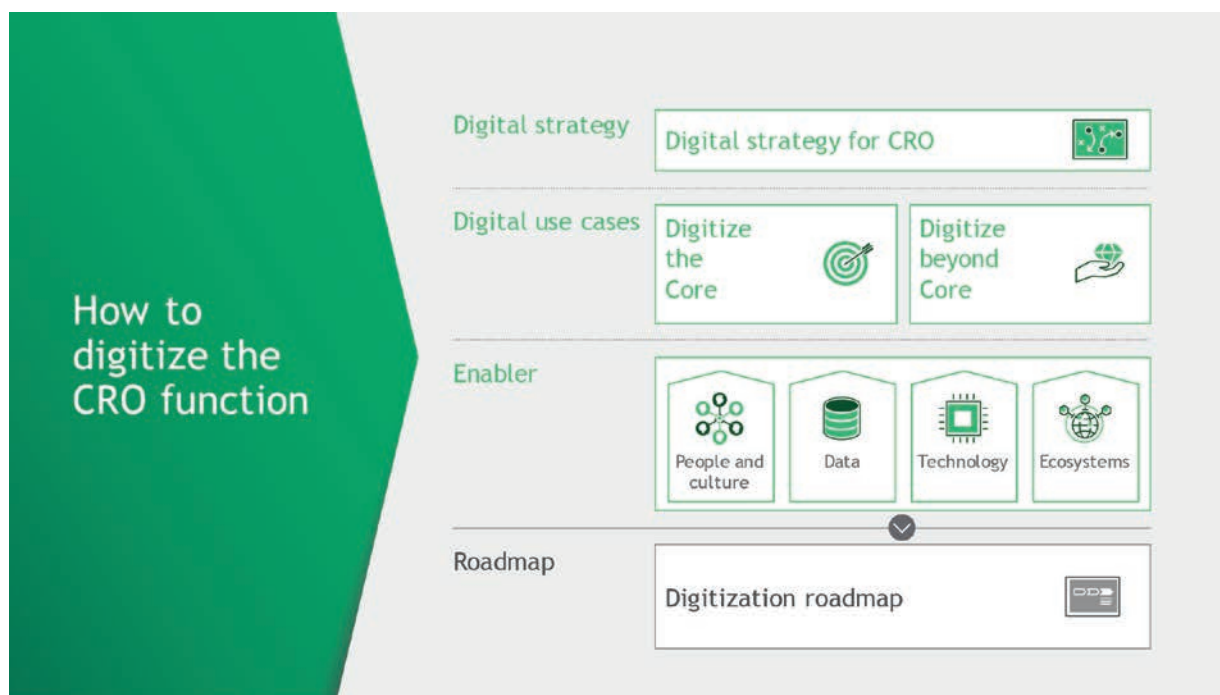 How to
digitize the
CRO function
Digital strategy
Digital strategy for CRO
Digital use cases
Digitize
the
Core
Digitize
beyond
Core
Enabler
People and
culture
Data
Technology
Ecosystems
Roadmap
Digitization roadmap